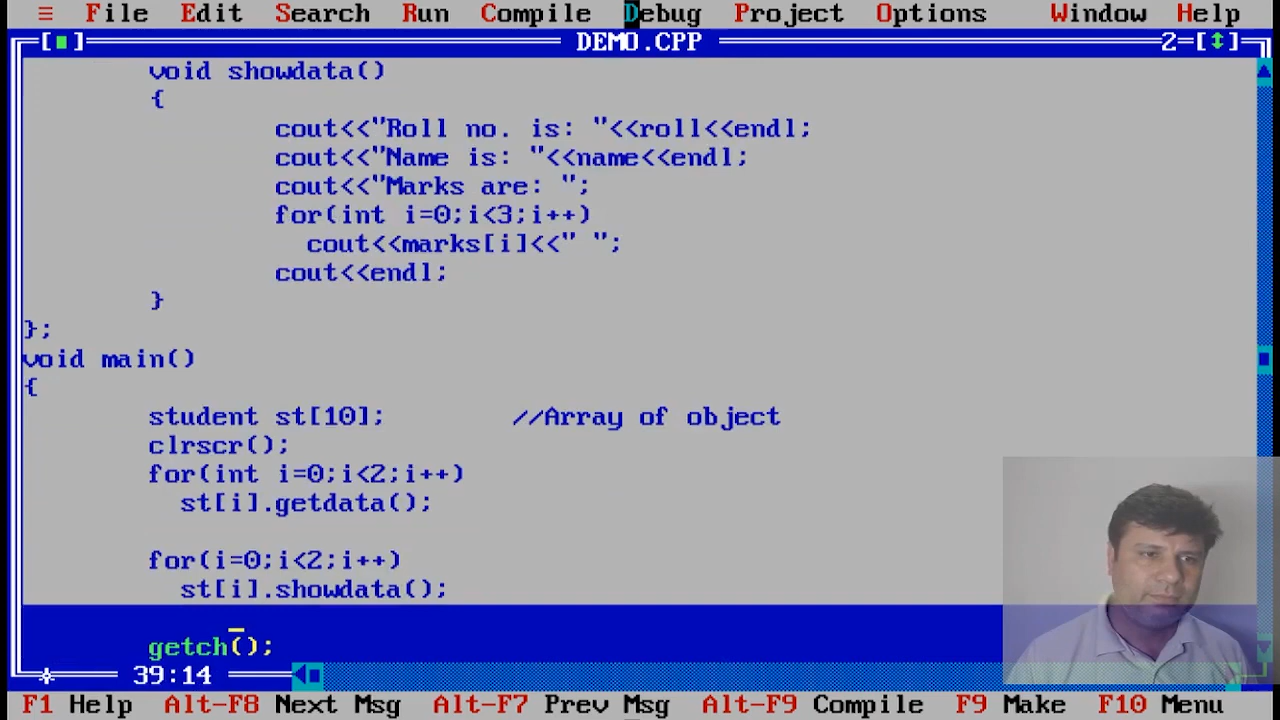 ≡ File Edit Search Run Compile Debug Project Options Window Help
[■] DEMO.CPP 2=[↕]
void showdata()
{
cout<<"Roll no. is: "<<roll<<endl;
cout<<"Name is: "<<name<<endl;
cout<<"Marks are: ";
for(int i=0;i<3;i++)
cout<<marks[i]<<" ";
cout<<endl;
}
};
void main()
{
student st[10]; //Array of object
clrscr();
for(int i=0;i<2;i++)
st[i].getdata();
for(i=0;i<2;i++)
st[i].showdata();
getch();
39:14
F1 Help Alt-F8 Next Msg Alt-F7 Prev Msg Alt-F9 Compile F9 Make F10 Menu